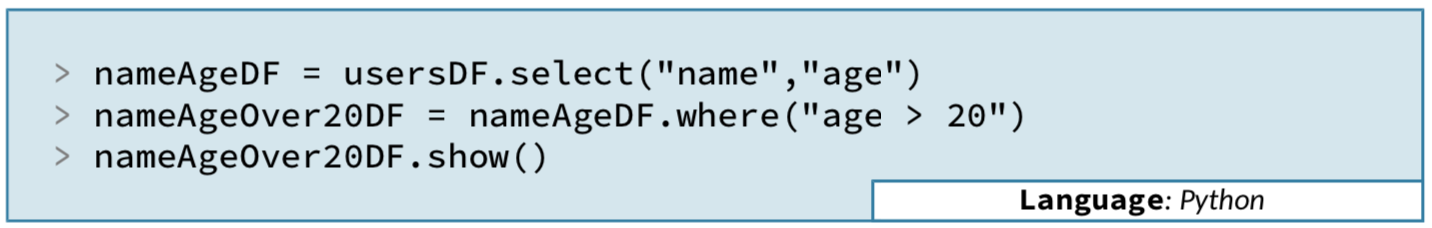 > nameAgeDF = usersDF.select("name","age")
> nameAgeOver20DF = nameAgeDF.where("age > 20")
> nameAgeOver20DF.show()
Language: Python